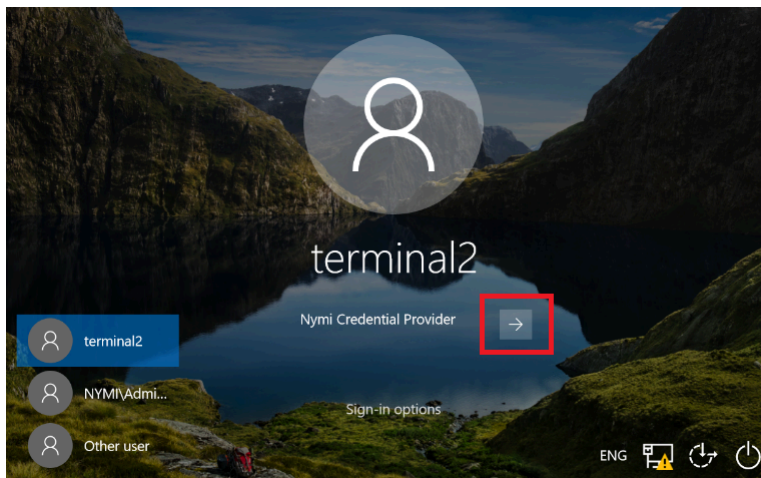 terminal2
Nymi Credential Provider
Sign-in options
terminal2
NYMI\Admi...
Other user
ENG